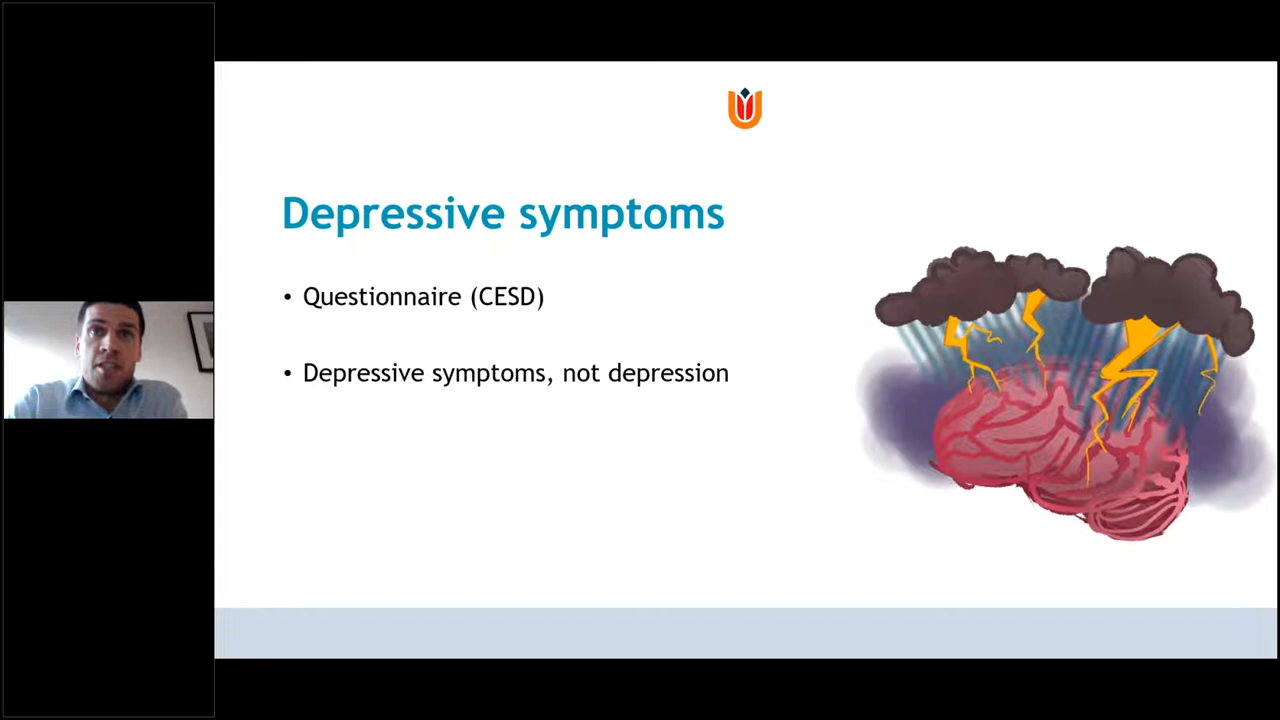 Depressive symptoms
• Questionnaire (CESD)
• Depressive symptoms, not depression